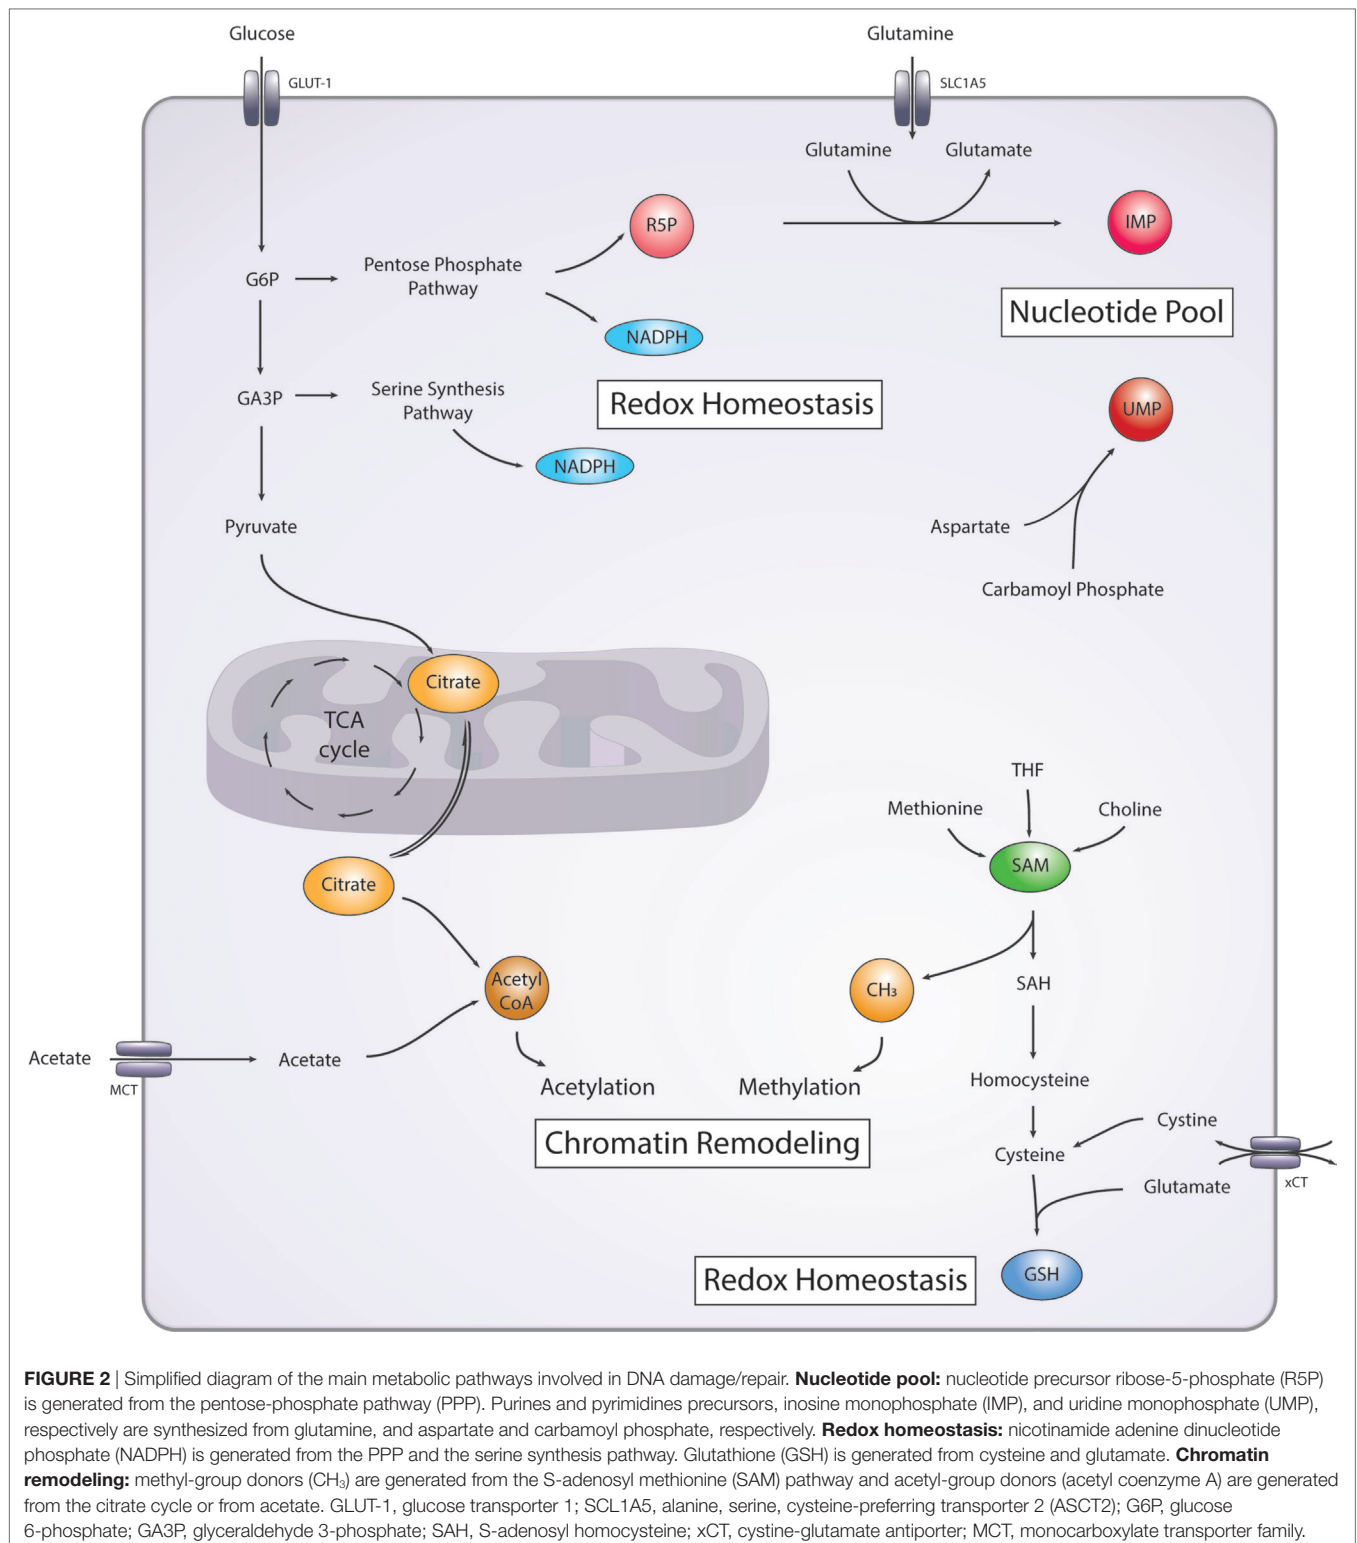 Glucose
Glutamine
GLUT-1
SLC1A5
Glutamine
Glutamate
R5P
IMP
G6P
Pentose Phosphate
Pathway
Nucleotide Pool
NADPH
GA3P
Serine Synthesis
Pathway
Redox Homeostasis
UMP
NADPH
Pyruvate
Aspartate
Carbamoyl Phosphate
Citrate
TCA
cycle
THF
Methionine
Choline
SAM
Citrate
Acetyl
CoA
CH₃
SAH
Acetate
MCT
Acetate
Acetylation
Methylation
Homocysteine
Chromatin Remodeling
Cystine
Cysteine
xCT
Glutamate
Redox Homeostasis
GSH
FIGURE 2 | Simplified diagram of the main metabolic pathways involved in DNA damage/repair. Nucleotide pool: nucleotide precursor ribose-5-phosphate (R5P)
is generated from the pentose-phosphate pathway (PPP). Purines and pyrimidines precursors, inosine monophosphate (IMP), and uridine monophosphate (UMP),
respectively are synthesized from glutamine, and aspartate and carbamoyl phosphate, respectively. Redox homeostasis: nicotinamide adenine dinucleotide
phosphate (NADPH) is generated from the PPP and the serine synthesis pathway. Glutathione (GSH) is generated from cysteine and glutamate. Chromatin
remodeling: methyl-group donors (CH₃) are generated from the S-adenosyl methionine (SAM) pathway and acetyl-group donors (acetyl coenzyme A) are generated
from the citrate cycle or from acetate. GLUT-1, glucose transporter 1; SCL1A5, alanine, serine, cysteine-preferring transporter 2 (ASCT2); G6P, glucose
6-phosphate; GA3P, glyceraldehyde 3-phosphate; SAH, S-adenosyl homocysteine; xCT, cystine-glutamate antiporter; MCT, monocarboxylate transporter family.